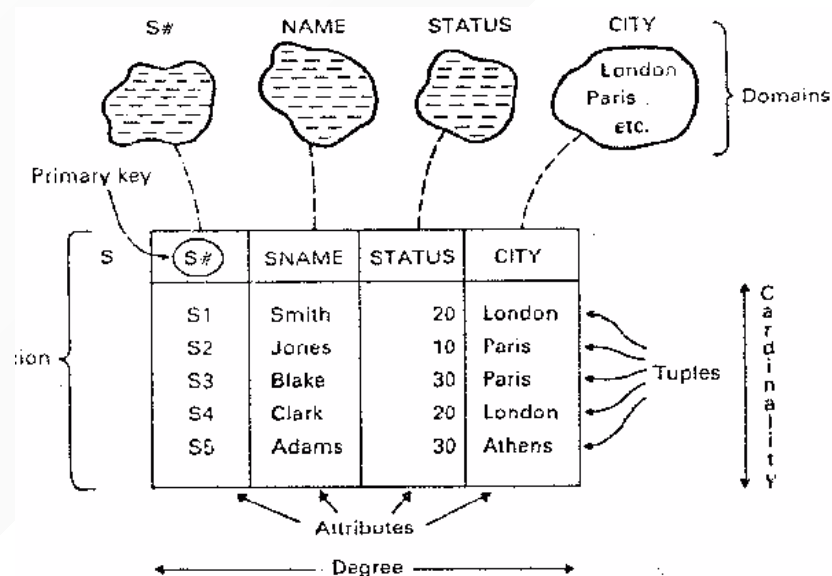 S# NAME STATUS CITY
London
Paris
etc.
Domains
Primary key
S S# SNAME STATUS CITY
S1 Smith 20 London
S2 Jones 10 Paris
S3 Blake 30 Paris
S4 Clark 20 London
S5 Adams 30 Athens
tion
Tuples
Cardinality
Attributes
Degree